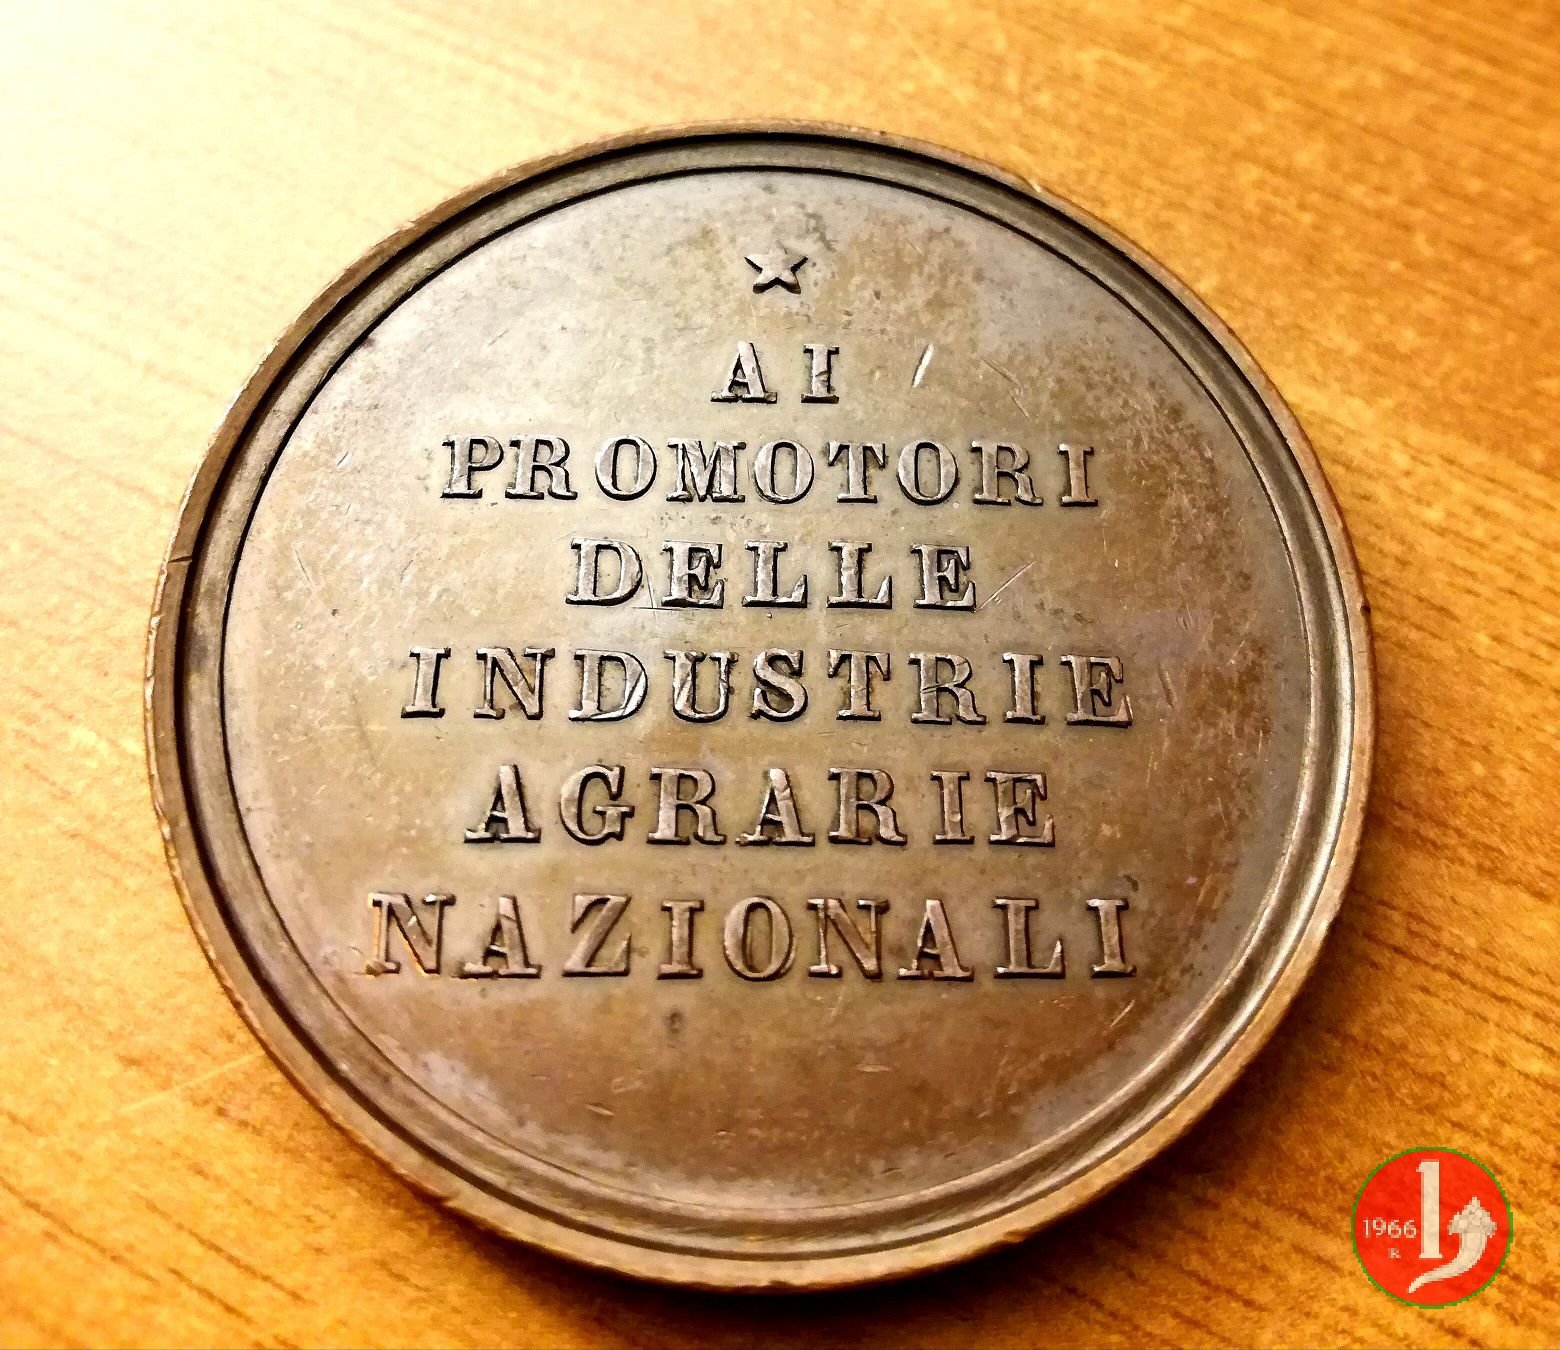 AI
PROMOTORI
DELLE
INDUSTRIE
AGRARIE
NAZIONALI
1966
R